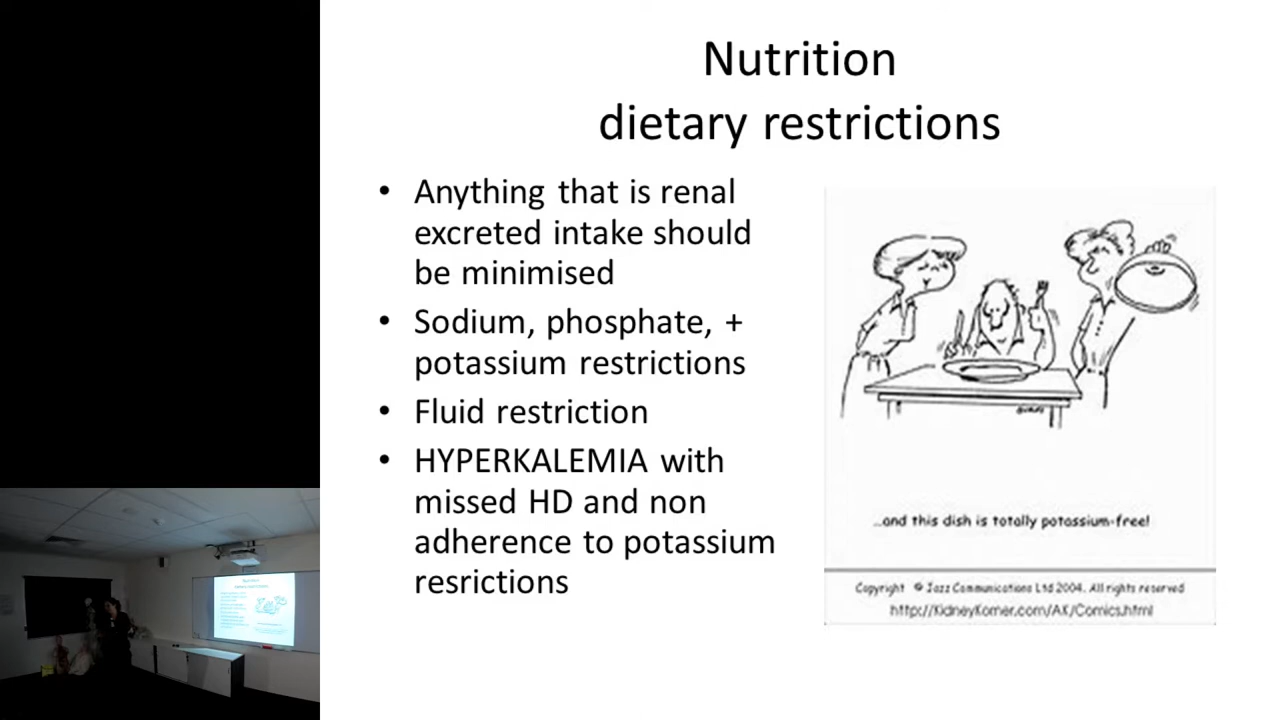 Nutrition
dietary restrictions
• Anything that is renal
excreted intake should
be minimised
• Sodium, phosphate, +
potassium restrictions
• Fluid restriction
• HYPERKALEMIA with
missed HD and non
adherence to potassium
resrictions
...and this dish is totally potassium-free!
Copyright © Jazz Communications Ltd 2004. All rights reserved
http://KidneyKorner.com/AK/Comics.html